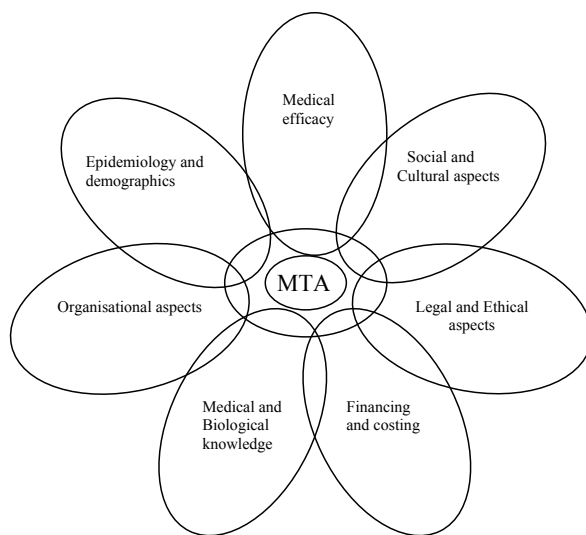 Medical
efficacy
Social and
Cultural aspects
Epidemiology and
demographics
MTA
Organisational aspects
Legal and Ethical
aspects
Medical and
Biological
knowledge
Financing
and costing